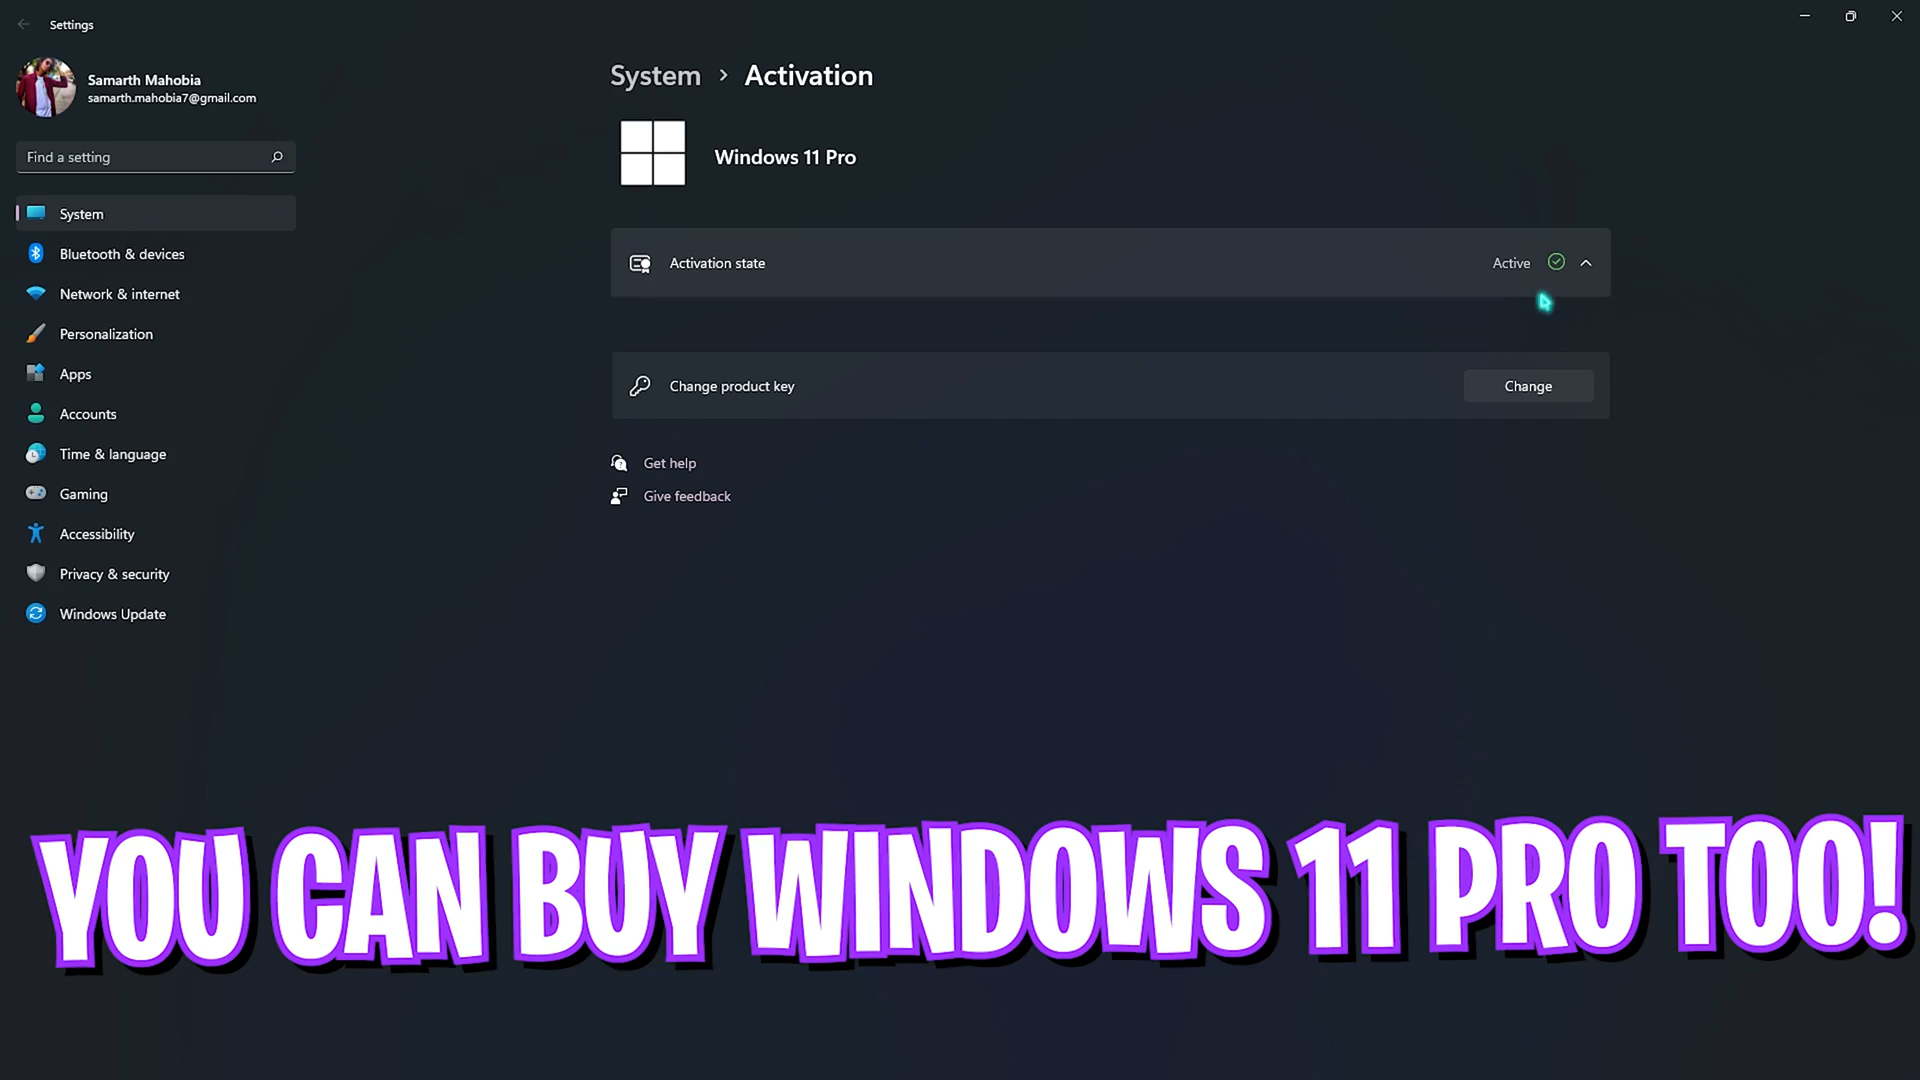 Settings
Samarth Mahobia
samarth.mahobia7@gmail.com
Find a setting
System
Bluetooth & devices
Network & internet
Personalization
Apps
Accounts
Time & language
Gaming
Accessibility
Privacy & security
Windows Update
System > Activation
Windows 11 Pro
Activation state Active
Change product key Change
Get help
Give feedback
YOU CAN BUY WINDOWS 11 PRO TOO!